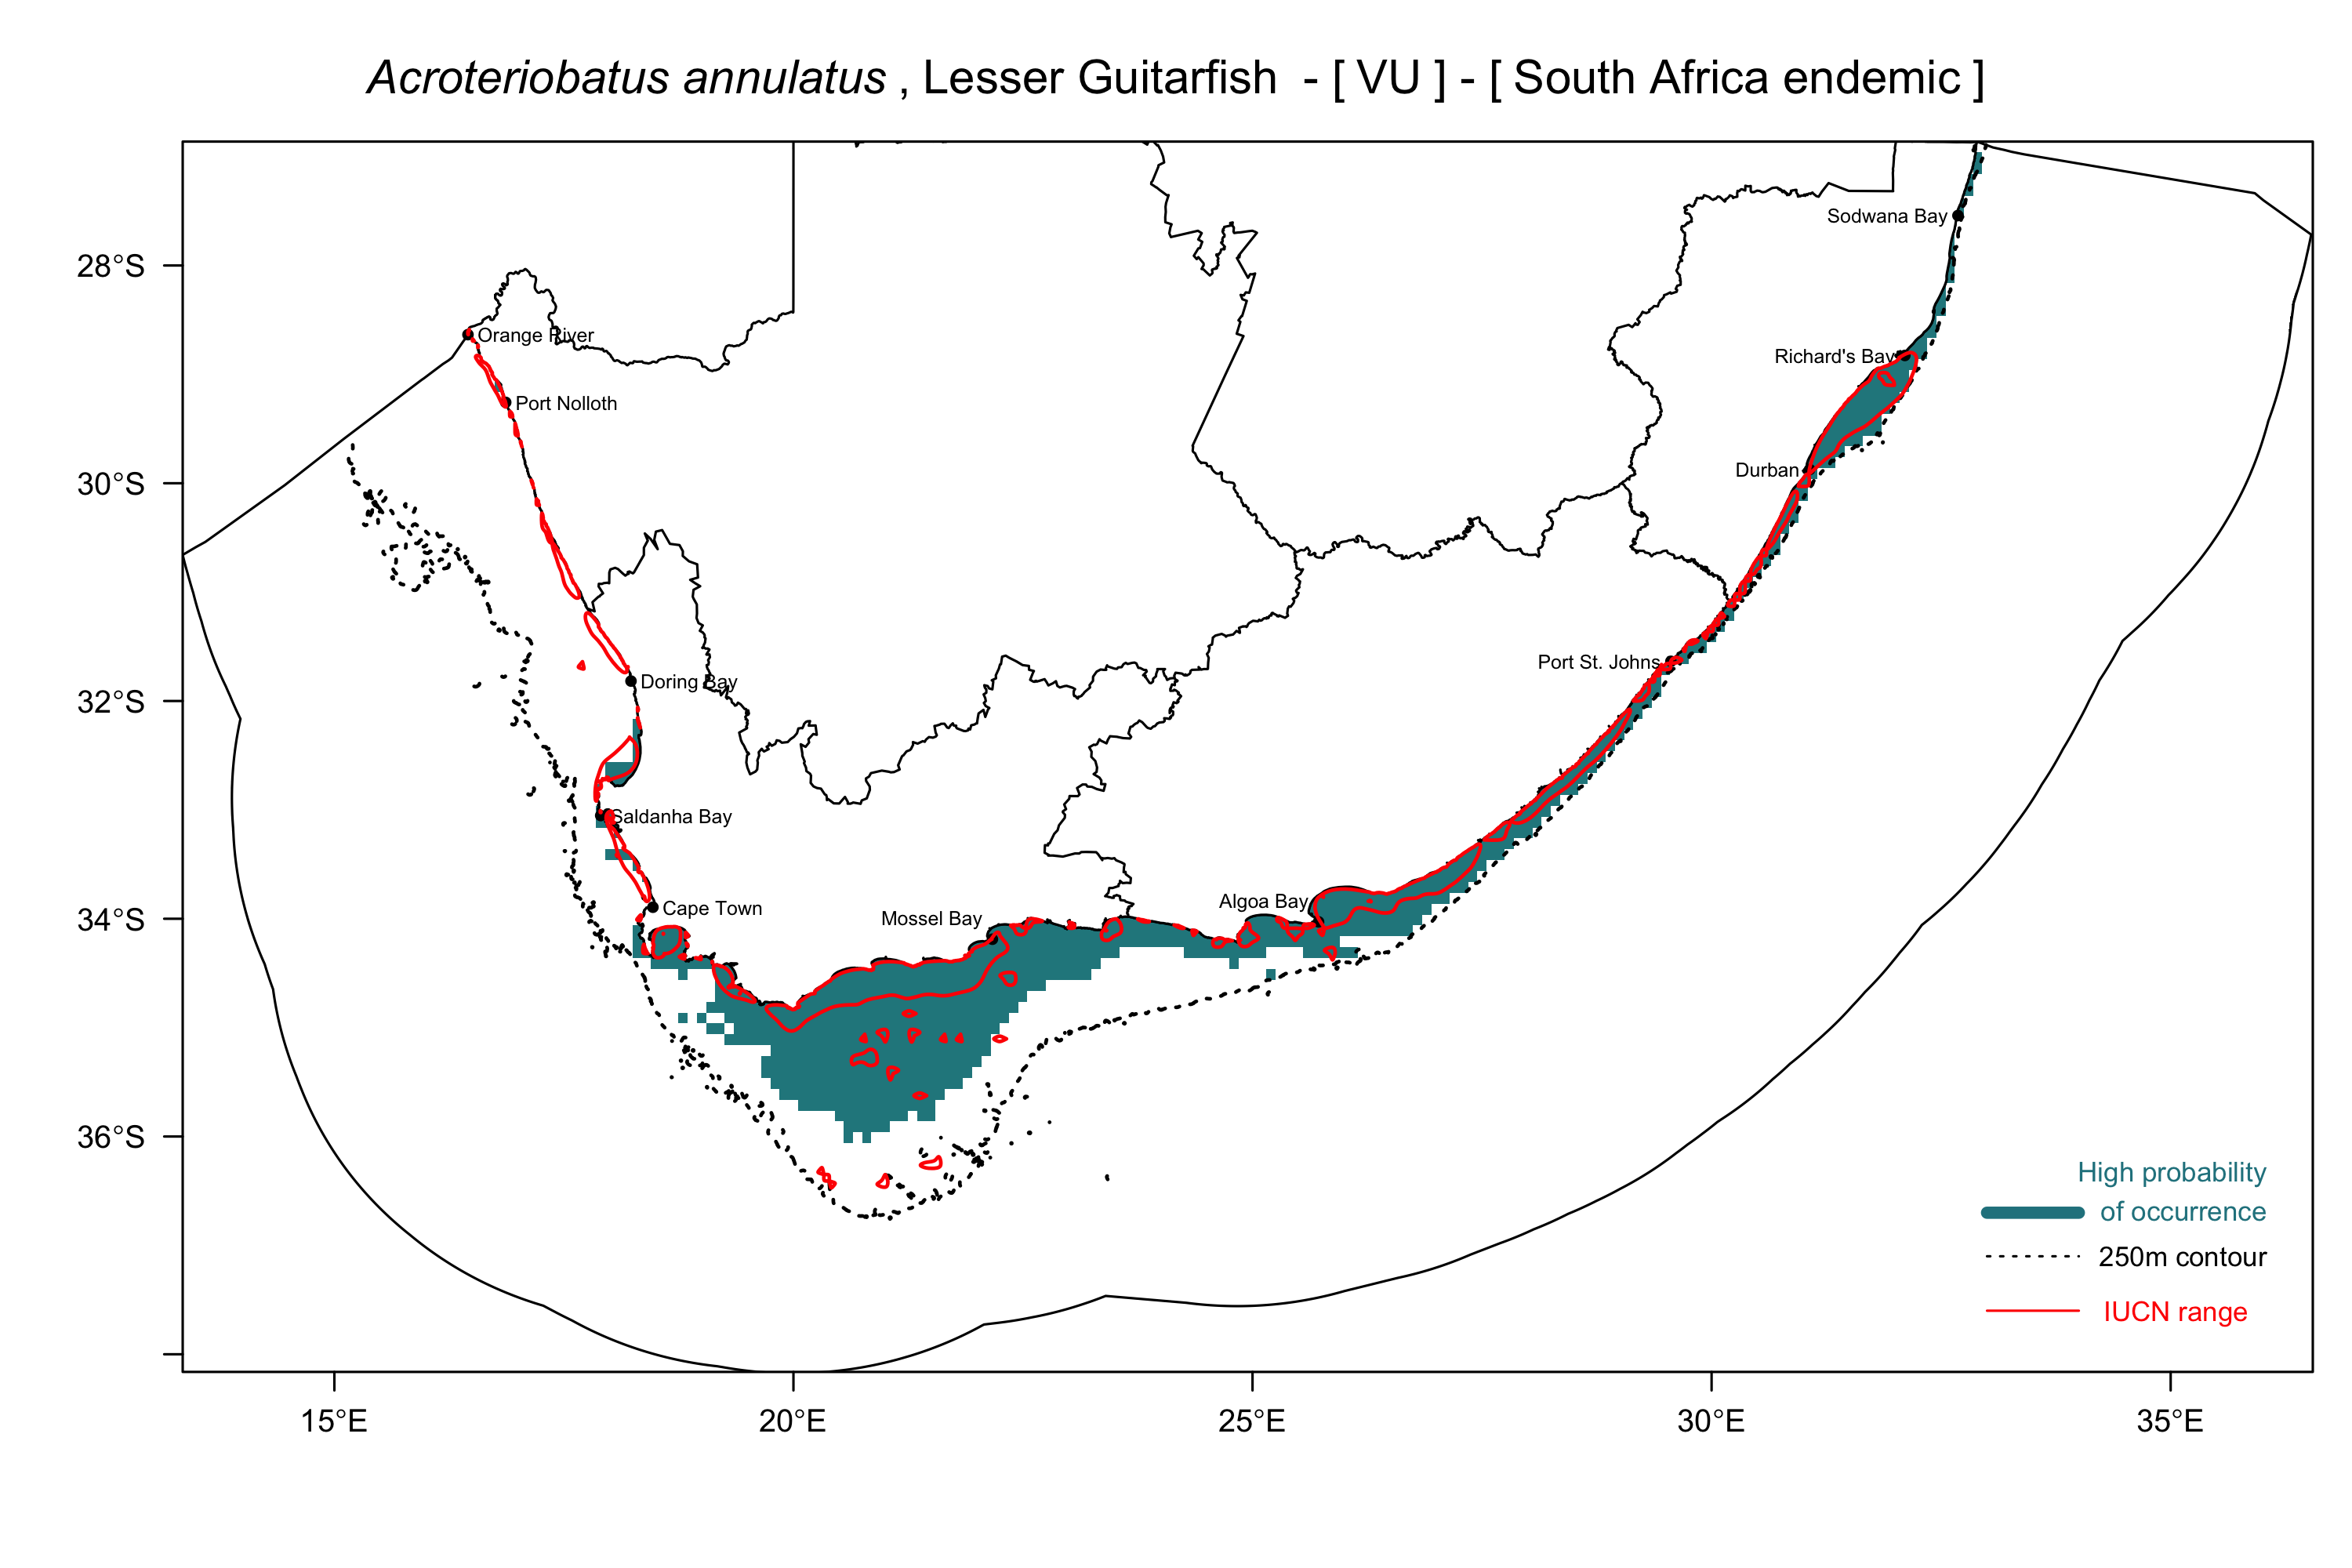 Acroteriobatus annulatus , Lesser Guitarfish - [ VU ] - [ South Africa endemic ]
Sodwana Bay
28°S
Orange River
Richard's Bay
Port Nolloth
Durban
30°S
Port St. Johns
Doring Bay
32°S
Saldanha Bay
Algoa Bay
Cape Town
Mossel Bay
34°S
36°S
High probability
of occurrence
250m contour
IUCN range
15°E
20°E
25°E
30°E
35°E